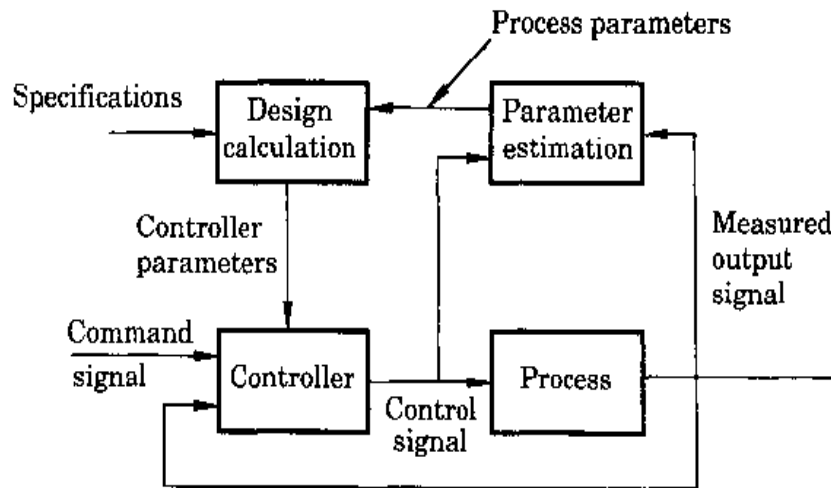 Process parameters
Specifications
Design
calculation
Parameter
estimation
Controller
parameters
Measured
output
signal
Command
signal
Controller
Control
signal
Process